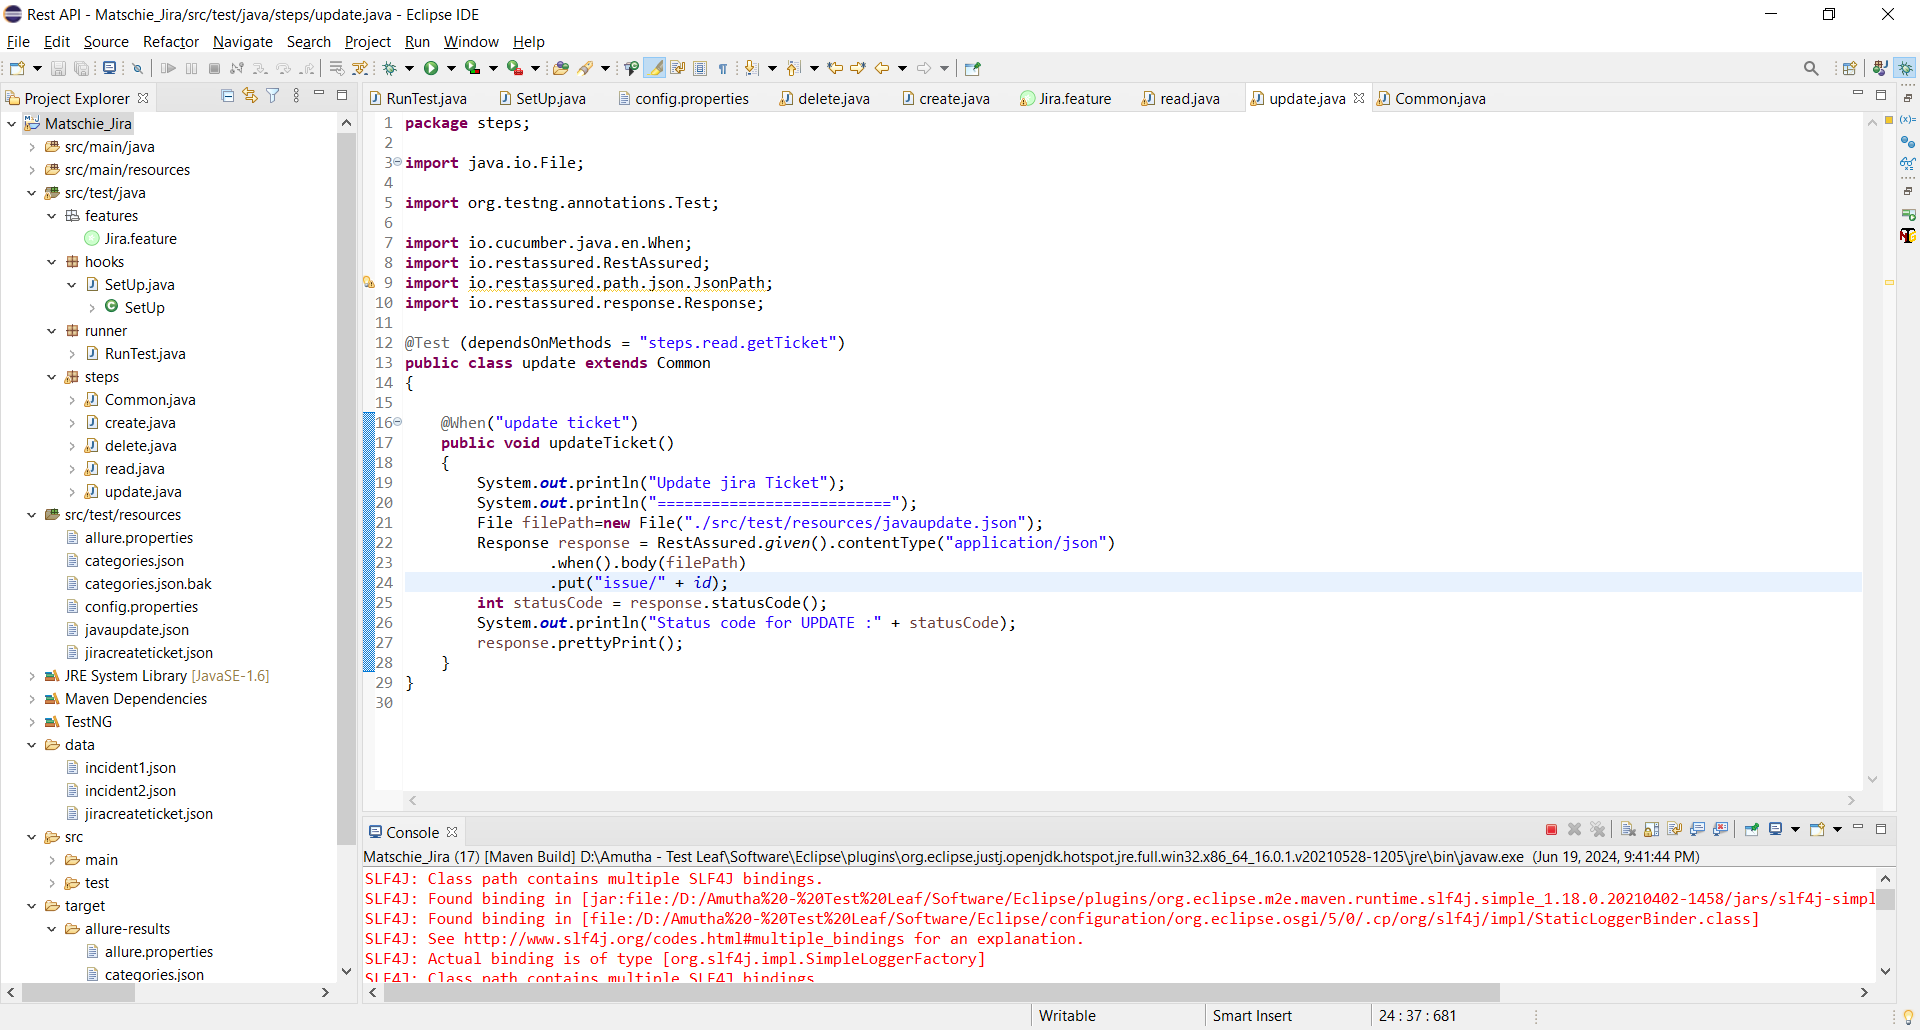 Rest API - Matschie_Jira/src/test/java/steps/update.java - Eclipse IDE
File Edit Source Refactor Navigate Search Project Run Window Help
Project Explorer
Matschie_Jira
src/main/java
src/main/resources
src/test/java
features
Jira.feature
hooks
SetUp.java
SetUp
runner
RunTest.java
steps
Common.java
create.java
delete.java
read.java
update.java
src/test/resources
allure.properties
categories.json
categories.json.bak
config.properties
javaupdate.json
jiracreateticket.json
JRE System Library [JavaSE-1.6]
Maven Dependencies
TestNG
data
incident1.json
incident2.json
jiracreateticket.json
src
main
test
target
allure-results
allure.properties
categories.json
RunTest.java SetUp.java config.properties delete.java create.java Jira.feature read.java update.java Common.java
1 package steps;
2
3 import java.io.File;
4
5 import org.testng.annotations.Test;
6
7 import io.cucumber.java.en.When;
8 import io.restassured.RestAssured;
9 import io.restassured.path.json.JsonPath;
10 import io.restassured.response.Response;
11
12 @Test (dependsOnMethods = "steps.read.getTicket")
13 public class update extends Common
14 {
15
16 @When("update ticket")
17 public void updateTicket()
18 {
19 System.out.println("Update jira Ticket");
20 System.out.println("==========================");
21 File filePath=new File("./src/test/resources/javaupdate.json");
22 Response response = RestAssured.given().contentType("application/json")
23 .when().body(filePath)
24 .put("issue/" + id);
25 int statusCode = response.statusCode();
26 System.out.println("Status code for UPDATE :" + statusCode);
27 response.prettyPrint();
28 }
29 }
30
Console
Matschie_Jira (17) [Maven Build] D:\Amutha - Test Leaf\Software\Eclipse\plugins\org.eclipse.justj.openjdk.hotspot.jre.full.win32.x86_64_16.0.1.v20210528-1205\jre\bin\javaw.exe (Jun 19, 2024, 9:41:44 PM)
SLF4J: Class path contains multiple SLF4J bindings.
SLF4J: Found binding in [jar:file:/D:/Amutha%20-%20Test%20Leaf/Software/Eclipse/plugins/org.eclipse.m2e.maven.runtime.slf4j.simple_1.18.0.20210402-1458/jars/slf4j-simpl
SLF4J: Found binding in [file:/D:/Amutha%20-%20Test%20Leaf/Software/Eclipse/configuration/org.eclipse.osgi/5/0/.cp/org/slf4j/impl/StaticLoggerBinder.class]
SLF4J: See http://www.slf4j.org/codes.html#multiple_bindings for an explanation.
SLF4J: Actual binding is of type [org.slf4j.impl.SimpleLoggerFactory]
SLF4J: Class path contains multiple SLF4J bindings
Writable Smart Insert 24 : 37 : 681